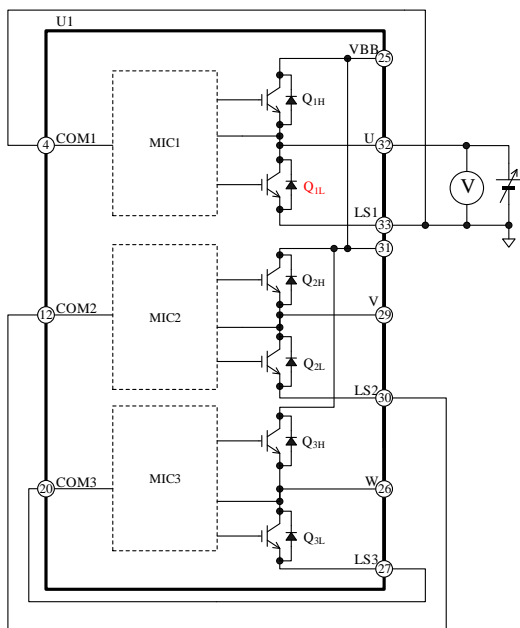 U1
VBB
25
Q1H
4
COM1
MIC1
U
32
V
Q1L
LS1
33
31
Q2H
12
COM2
MIC2
V
29
Q2L
LS2
30
Q3H
20
COM3
MIC3
W
26
Q3L
LS3
27